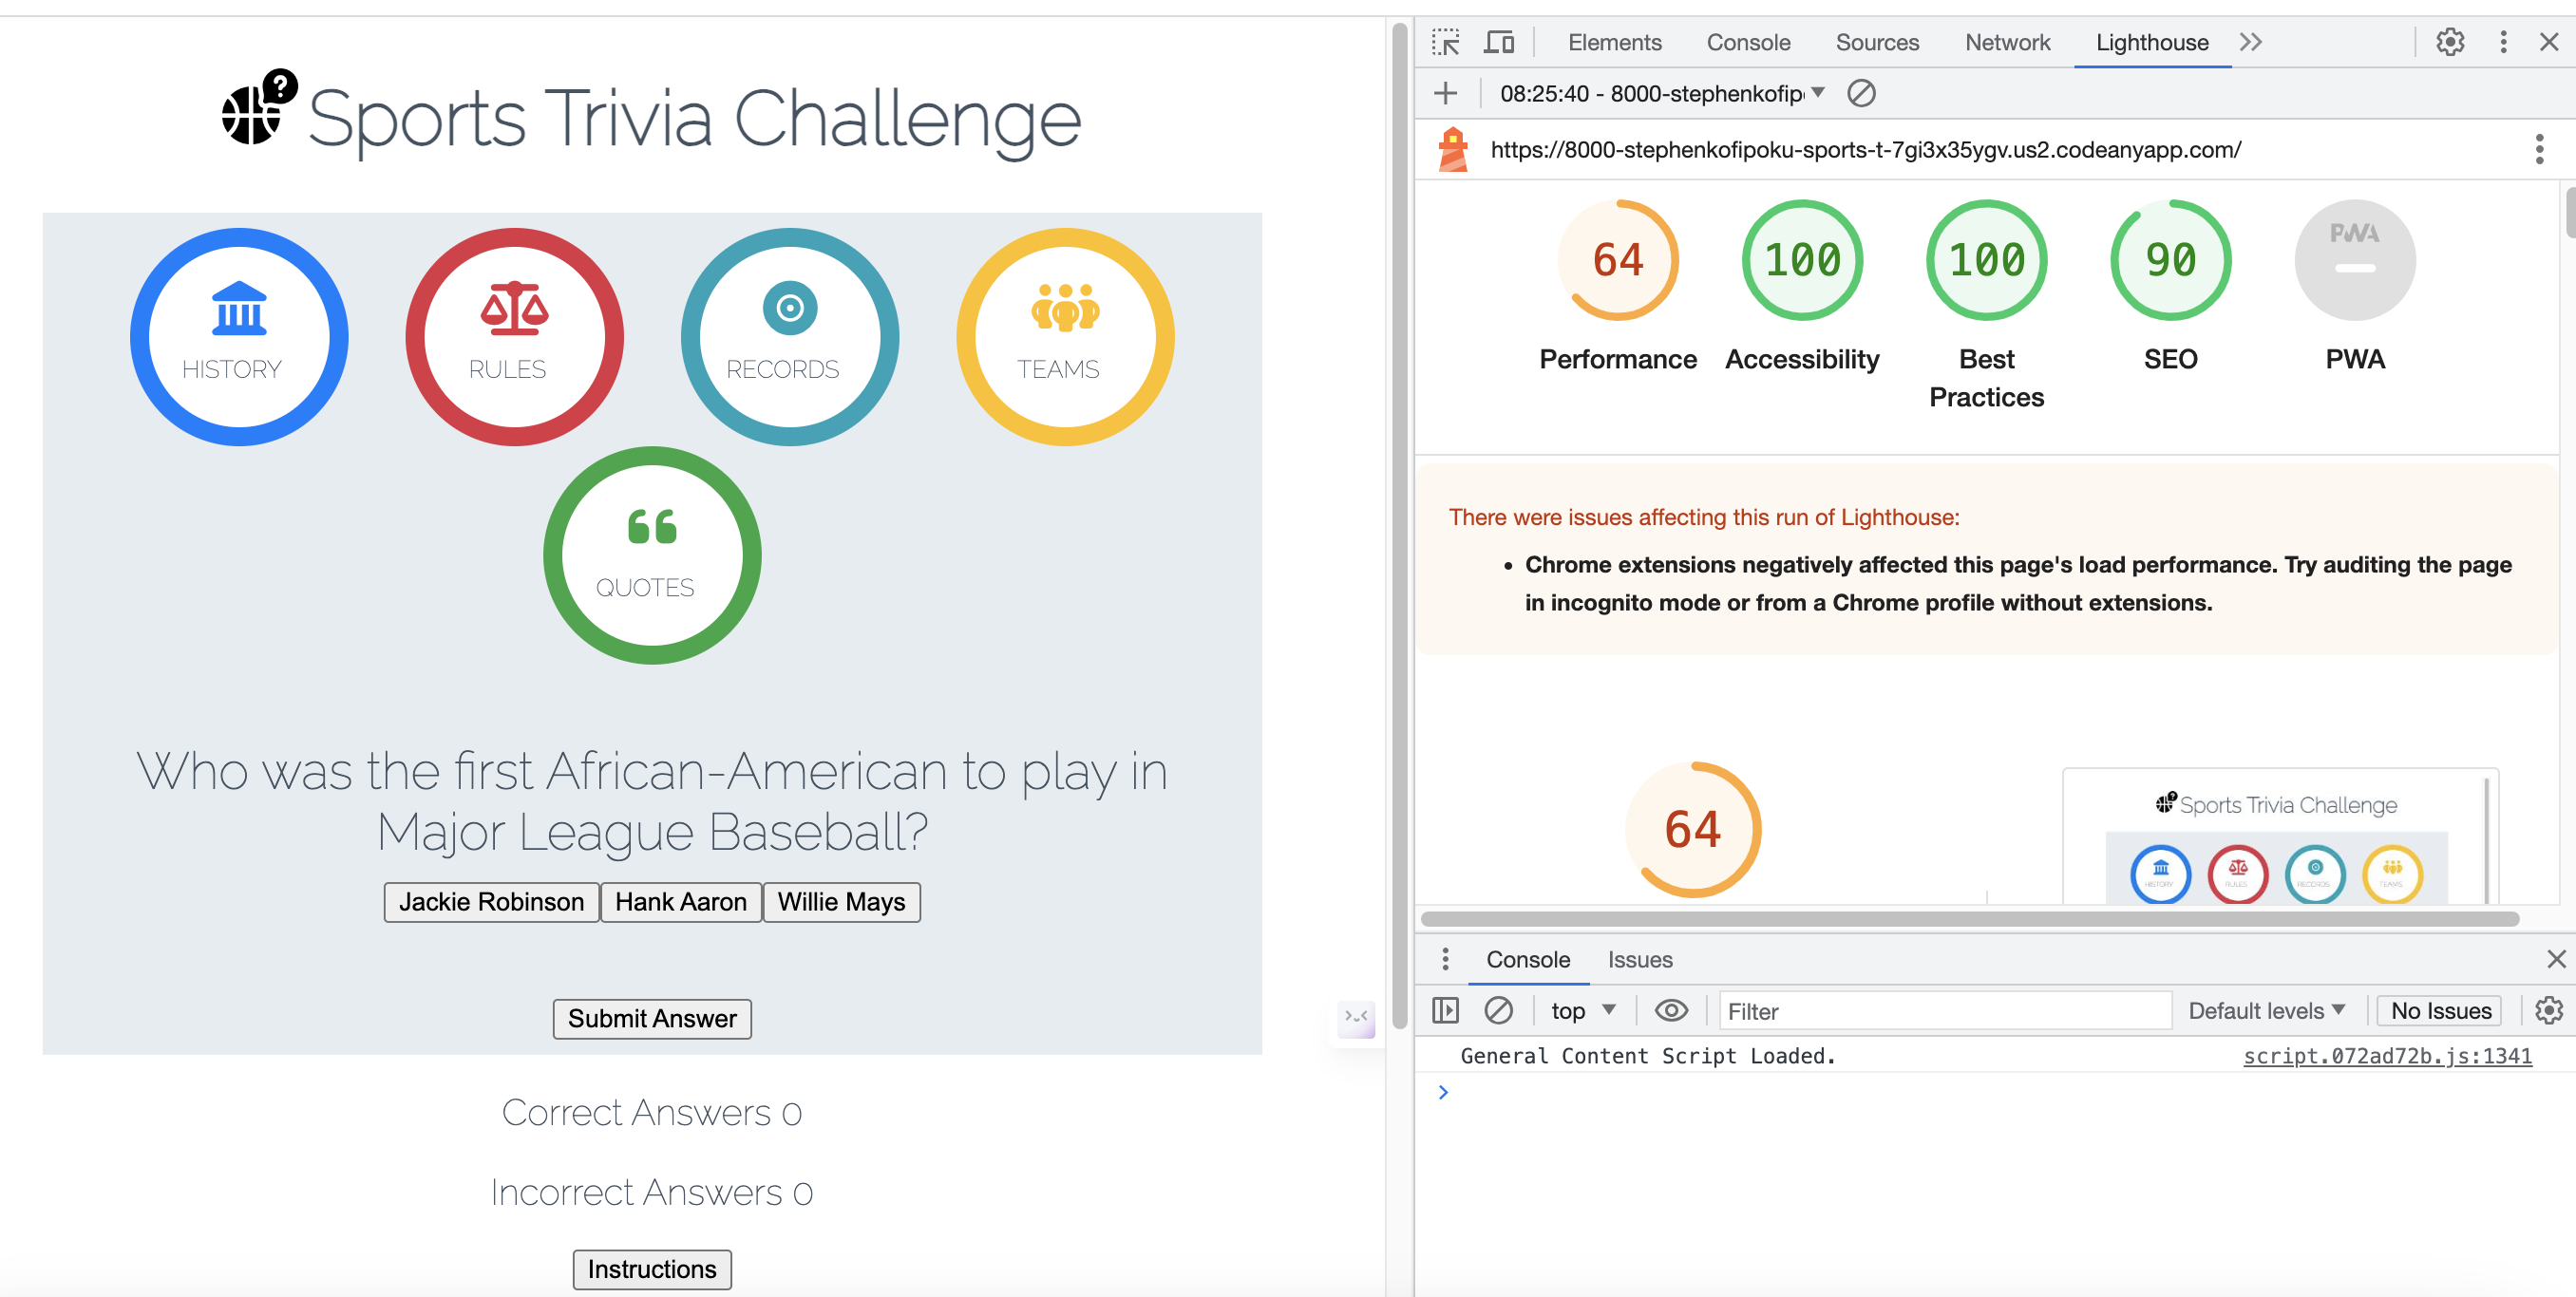 Sports Trivia Challenge
HISTORY
RULES
RECORDS
TEAMS
QUOTES
Who was the first African-American to play in
Major League Baseball?
Jackie Robinson
Hank Aaron
Willie Mays
Submit Answer
Correct Answers 0
Incorrect Answers 0
Instructions
Elements Console Sources Network Lighthouse
08:25:40 - 8000-stephenkofip
https://8000-stephenkofipoku-sports-t-7gi3x35ygv.us2.codeanyapp.com/
64
Performance
100
Accessibility
100
Best
Practices
90
SEO
PWA
PWA
There were issues affecting this run of Lighthouse:
Chrome extensions negatively affected this page's load performance. Try auditing the page
in incognito mode or from a Chrome profile without extensions.
64
Sports Trivia Challenge
HISTORY
RULES
RECORDS
TEAMS
Console Issues
top
Filter
Default levels
No Issues
General Content Script Loaded.
script.072ad72b.js:1341